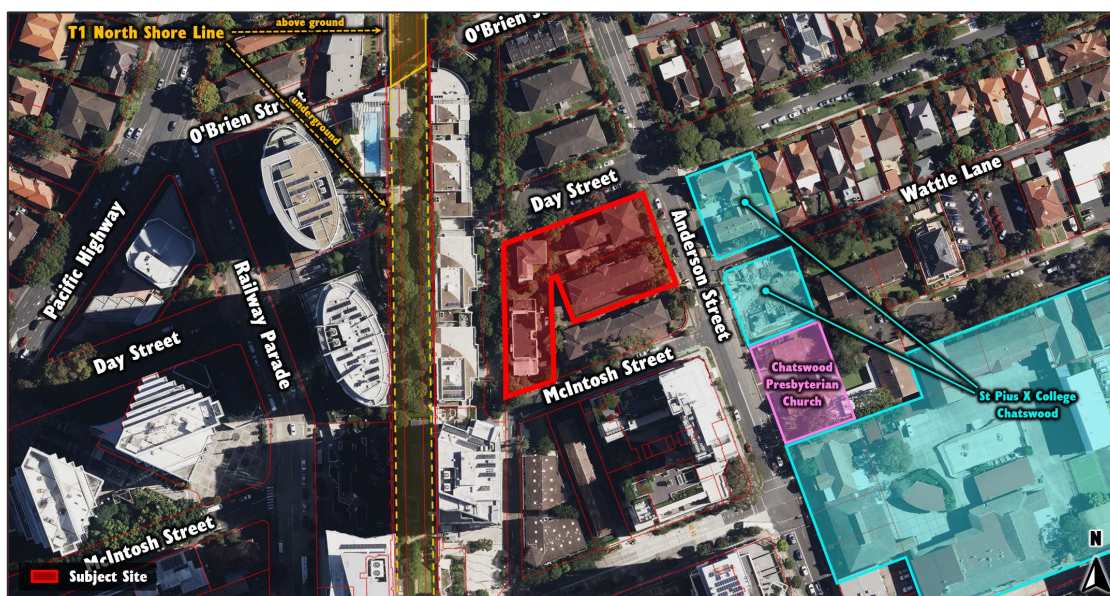 T1 North Shore Line
above ground
underground
O'Brien St
O'Brien Street
Day Street
Anderson Street
Wattle Lane
Pacific Highway
Railway Parade
Day Street
McIntosh Street
Chatswood
Presbyterian
Church
St Pius X College
Chatswood
McIntosh Street
N
Subject Site